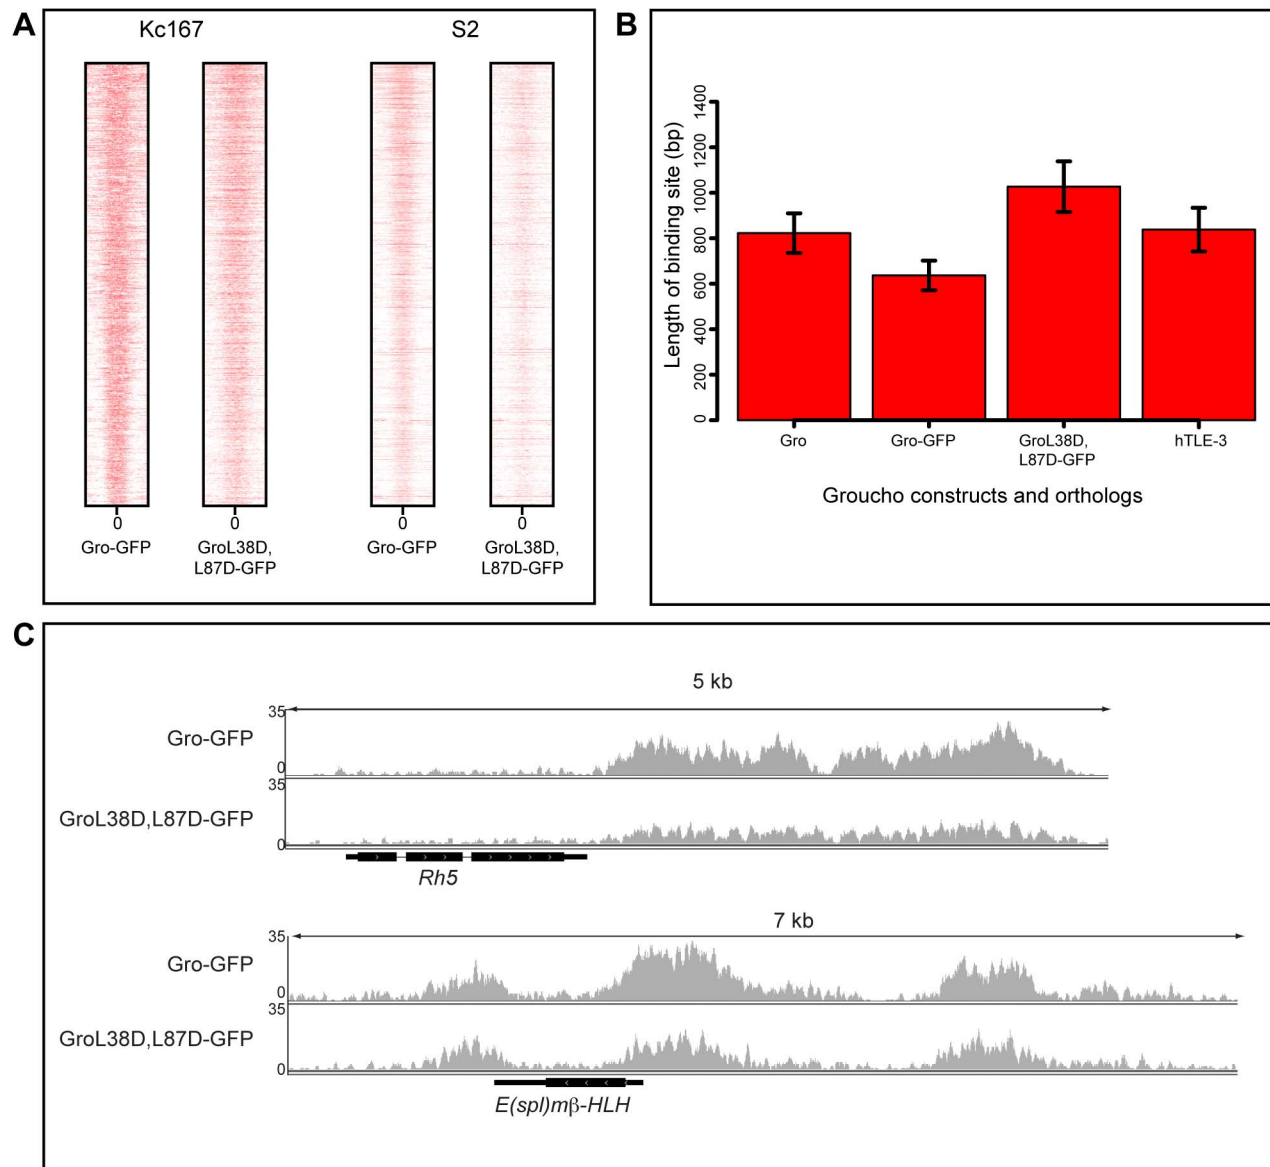 A
Kc167
S2
0
0
0
0
Gro-GFP
GroL38D,
L87D-GFP
Gro-GFP
GroL38D,
L87D-GFP
B
Length of binding site (bp)
1400
1200
1000
800
600
400
200
0
Gro
Gro-GFP
GroL38D,
L87D-GFP
hTLE-3
Groucho constructs and orthologs
C
5 kb
Gro-GFP
35
0
GroL38D,L87D-GFP
35
0
Rh5
7 kb
Gro-GFP
35
0
GroL38D,L87D-GFP
35
0
E(spl)mβ-HLH